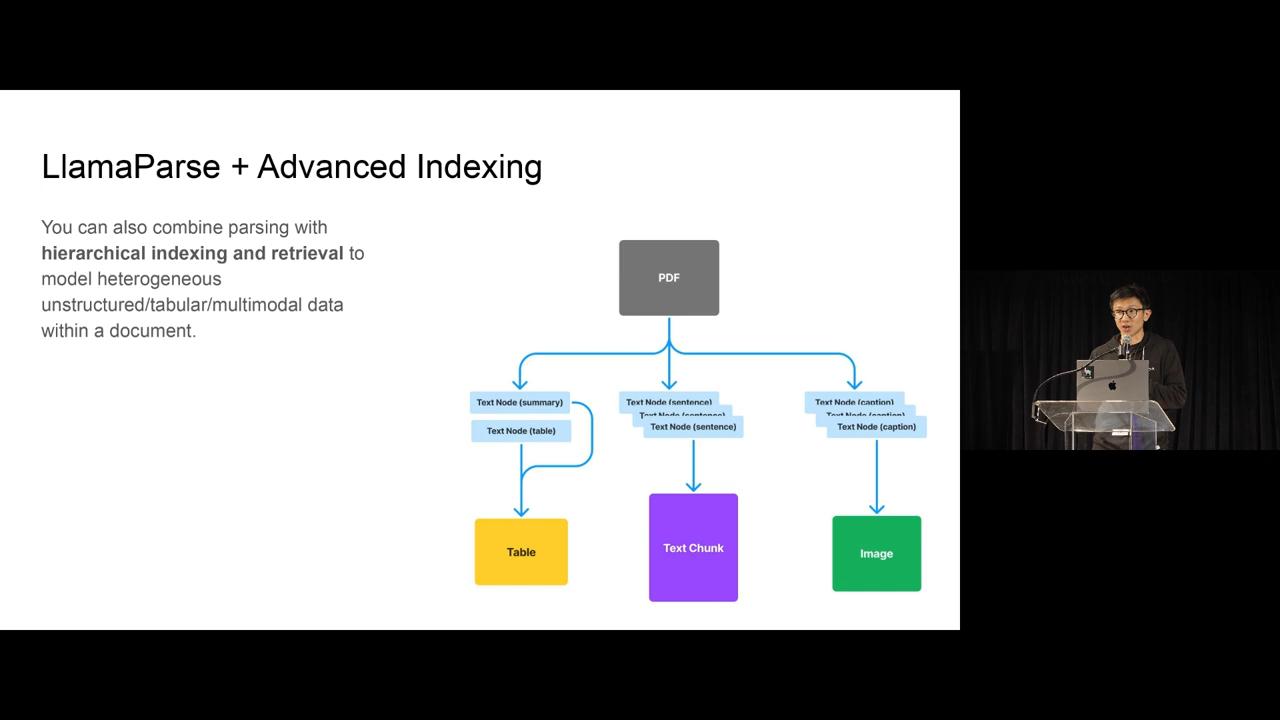 LlamaParse + Advanced Indexing
You can also combine parsing with
hierarchical indexing and retrieval to
model heterogeneous
unstructured/tabular/multimodal data
within a document.
PDF
Text Node (summary)
Text Node (table)
Table
Text Node (sentence)
Text Node (sentence)
Text Node (sentence)
Text Chunk
Text Node (caption)
Text Node (caption)
Text Node (caption)
Image